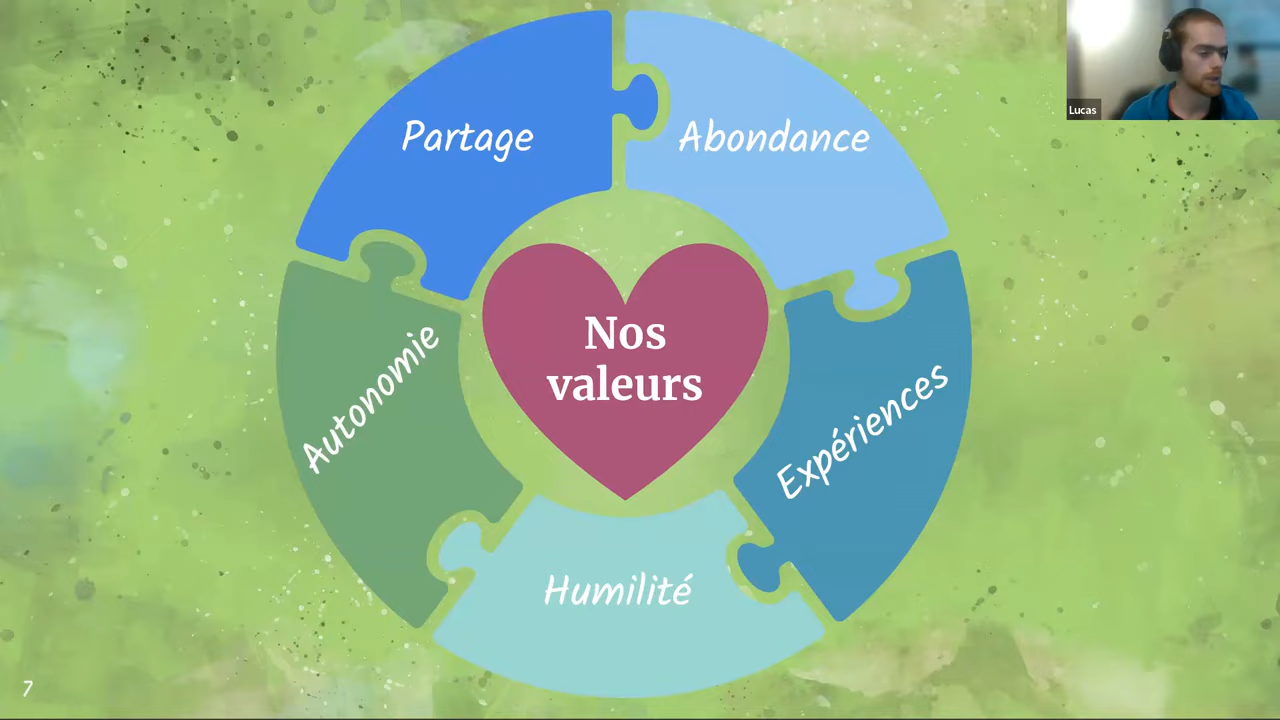 Partage
Abondance
Lucas
Nos
valeurs
Autonomie
Expériences
Humilité
7